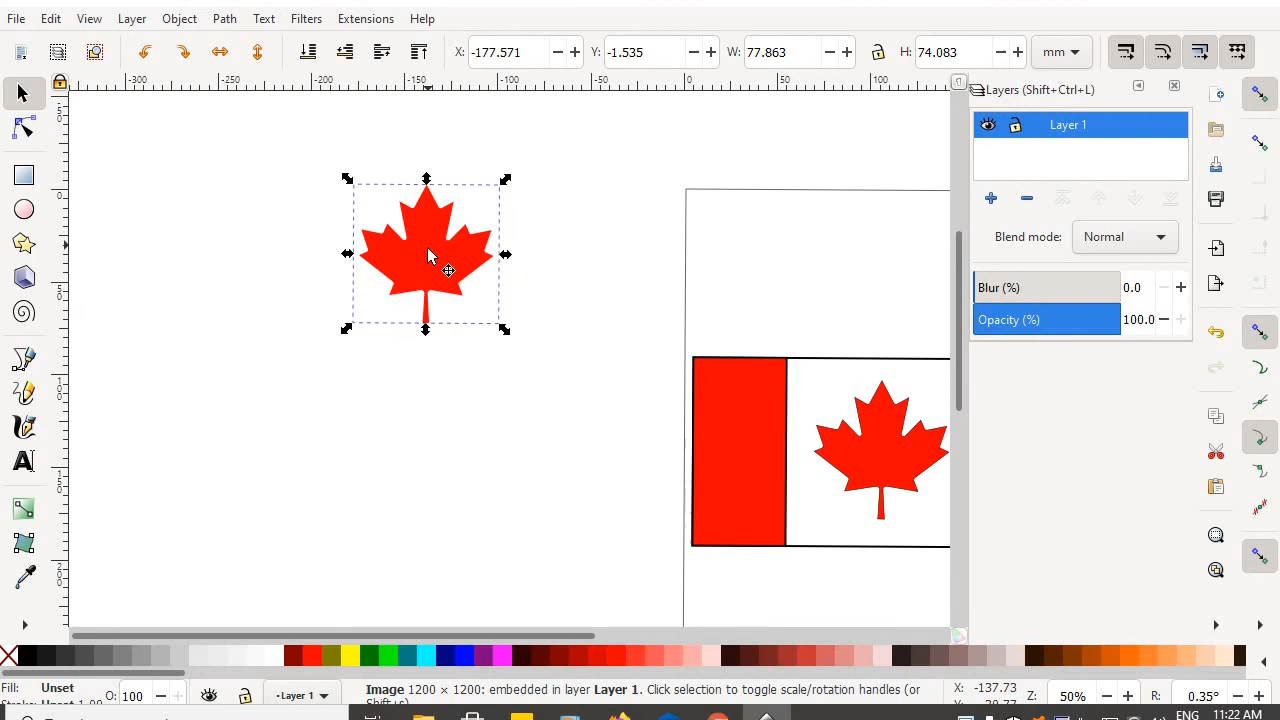 File Edit View Layer Object Path Text Filters Extensions Help
X: -177.571 Y: -1.535 W: 77.863 H: 74.083 mm
-300 -250 -200 -150 -100 -50 0 50 100
Layers (Shift+Ctrl+L)
Layer 1
Blend mode: Normal
Blur (%) 0.0
Opacity (%) 100.0
Fill: Unset O: 100 Layer 1 Image 1200 × 1200: embedded in layer Layer 1. Click selection to toggle scale/rotation handles (or X: -137.73 Z: 50% R: 0.35°
ENG 11:22 AM